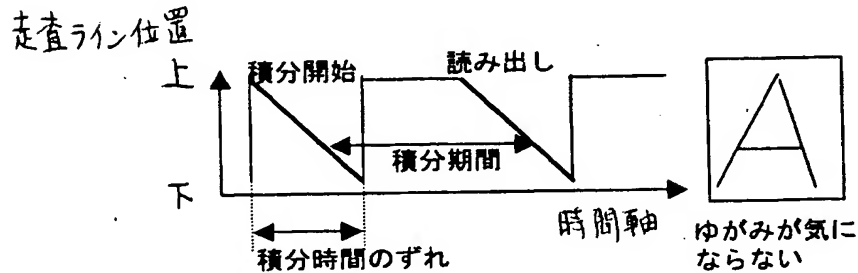 走査ライン位置
上
積分開始
読み出し
積分期間
下
時間軸
積分時間のずれ
A
ゆがみが気に
ならない